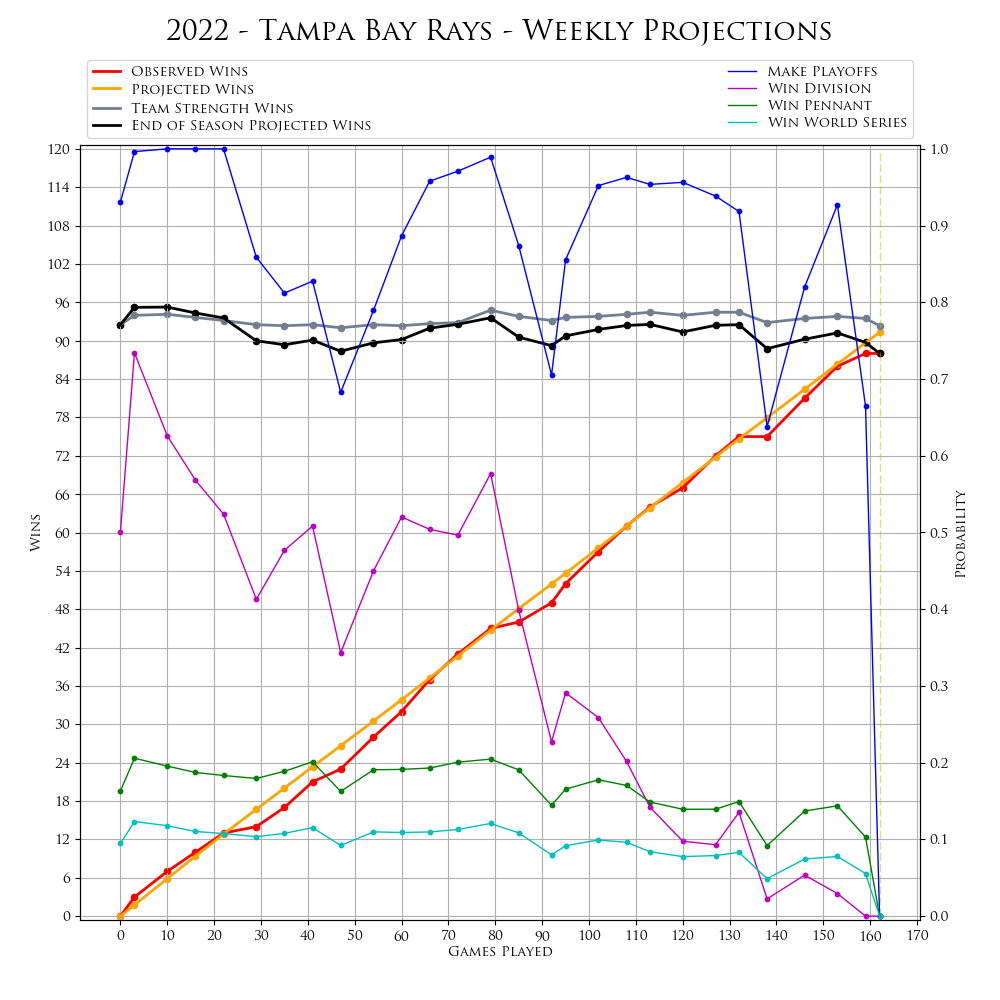 2022 - Tampa Bay Rays - Weekly Projections
Observed Wins
Projected Wins
Team Strength Wins
End of Season Projected Wins
Make Playoffs
Win Division
Win Pennant
Win World Series
120
114
108
102
96
90
84
78
72
66
60
54
48
42
36
30
24
18
12
6
0
Wins
1.0
0.9
0.8
0.7
0.6
0.5
0.4
0.3
0.2
0.1
0.0
Probability
0 10 20 30 40 50 60 70 80 90 100 110 120 130 140 150 160 170
Games Played